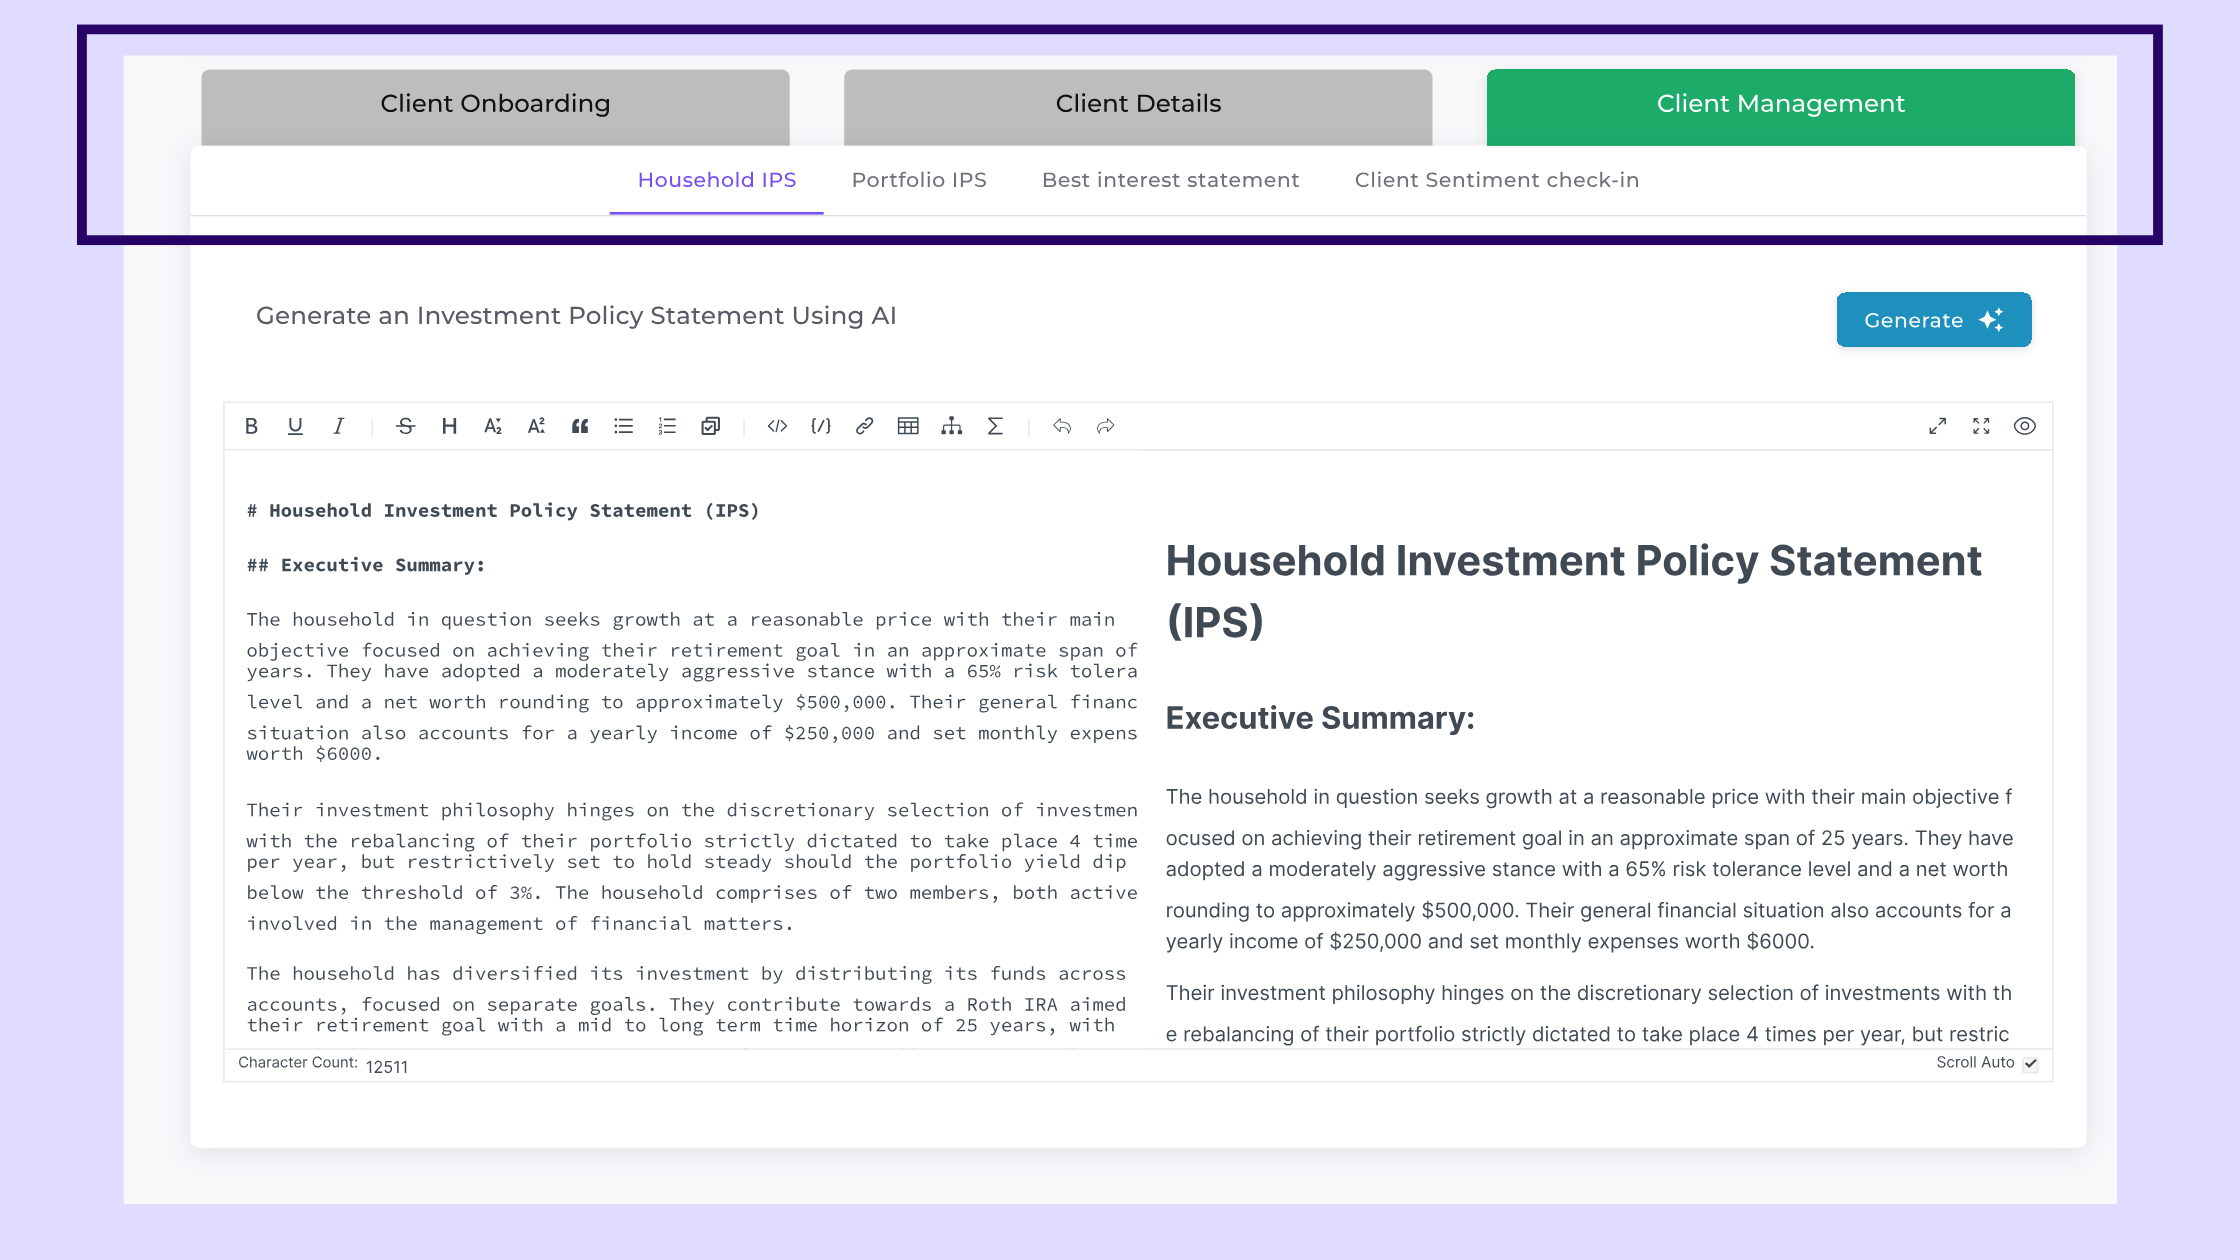 Client Onboarding
Client Details
Client Management
Household IPS
Portfolio IPS
Best interest statement
Client Sentiment check-in
Generate an Investment Policy Statement Using AI
Generate
# Household Investment Policy Statement (IPS)
## Executive Summary:
The household in question seeks growth at a reasonable price with their main
objective focused on achieving their retirement goal in an approximate span of
years. They have adopted a moderately aggressive stance with a 65% risk tolera
level and a net worth rounding to approximately $500,000. Their general financ
situation also accounts for a yearly income of $250,000 and set monthly expens
worth $6000.
Their investment philosophy hinges on the discretionary selection of investmen
with the rebalancing of their portfolio strictly dictated to take place 4 time
per year, but restrictively set to hold steady should the portfolio yield dip
below the threshold of 3%. The household comprises of two members, both active
involved in the management of financial matters.
The household has diversified its investment by distributing its funds across
accounts, focused on separate goals. They contribute towards a Roth IRA aimed
their retirement goal with a mid to long term time horizon of 25 years, with
Household Investment Policy Statement
(IPS)
Executive Summary:
The household in question seeks growth at a reasonable price with their main objective f
ocused on achieving their retirement goal in an approximate span of 25 years. They have
adopted a moderately aggressive stance with a 65% risk tolerance level and a net worth
rounding to approximately $500,000. Their general financial situation also accounts for a
yearly income of $250,000 and set monthly expenses worth $6000.
Their investment philosophy hinges on the discretionary selection of investments with th
e rebalancing of their portfolio strictly dictated to take place 4 times per year, but restric
Character Count: 12511
Scroll Auto